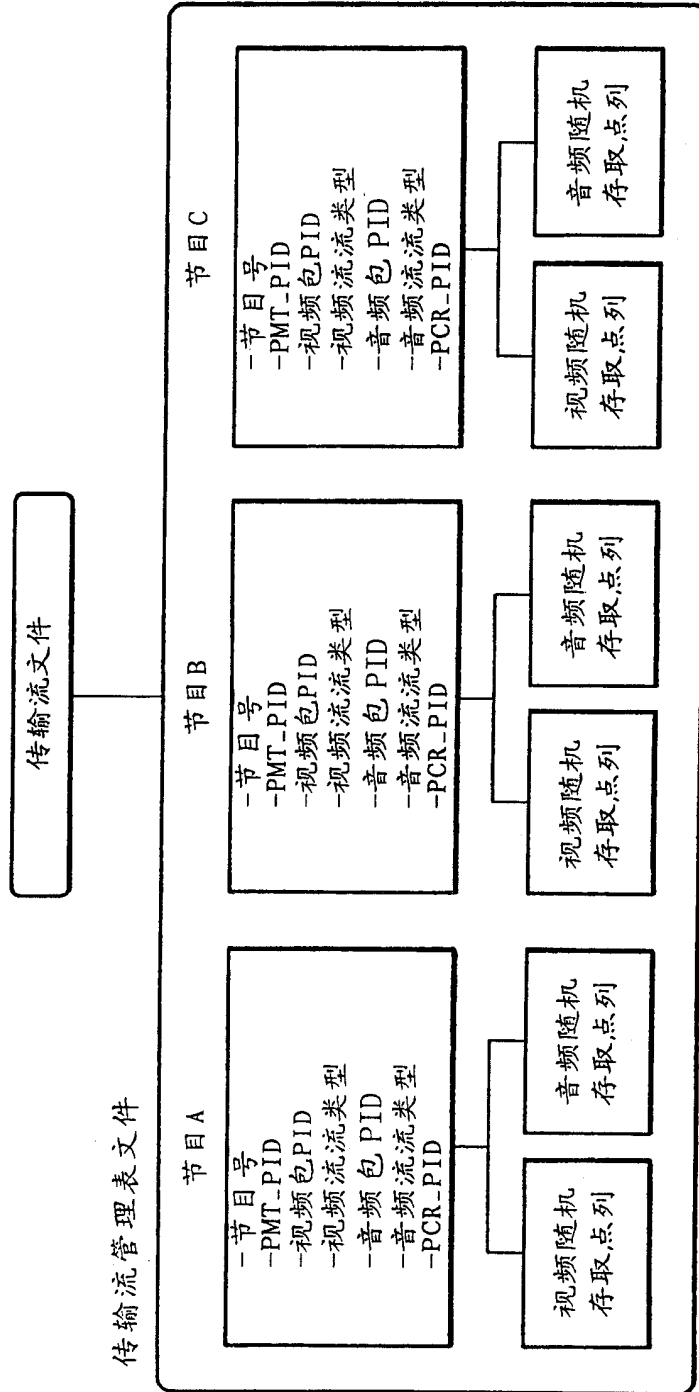 传输流文件
传输流管理表文件
节目A
-节目号
-PMT_PID
-视频包PID
-视频流流类型
-音频包PID
-音频流流类型
-PCR_PID
视频随机
存取点列
音频随机
存取点列
节目B
-节目号
-PMT_PID
-视频包PID
-视频流流类型
-音频包PID
-音频流流类型
-PCR_PID
视频随机
存取点列
音频随机
存取点列
节目C
-节目号
-PMT_PID
-视频包PID
-视频流流类型
-音频包PID
-音频流流类型
-PCR_PID
视频随机
存取点列
音频随机
存取点列